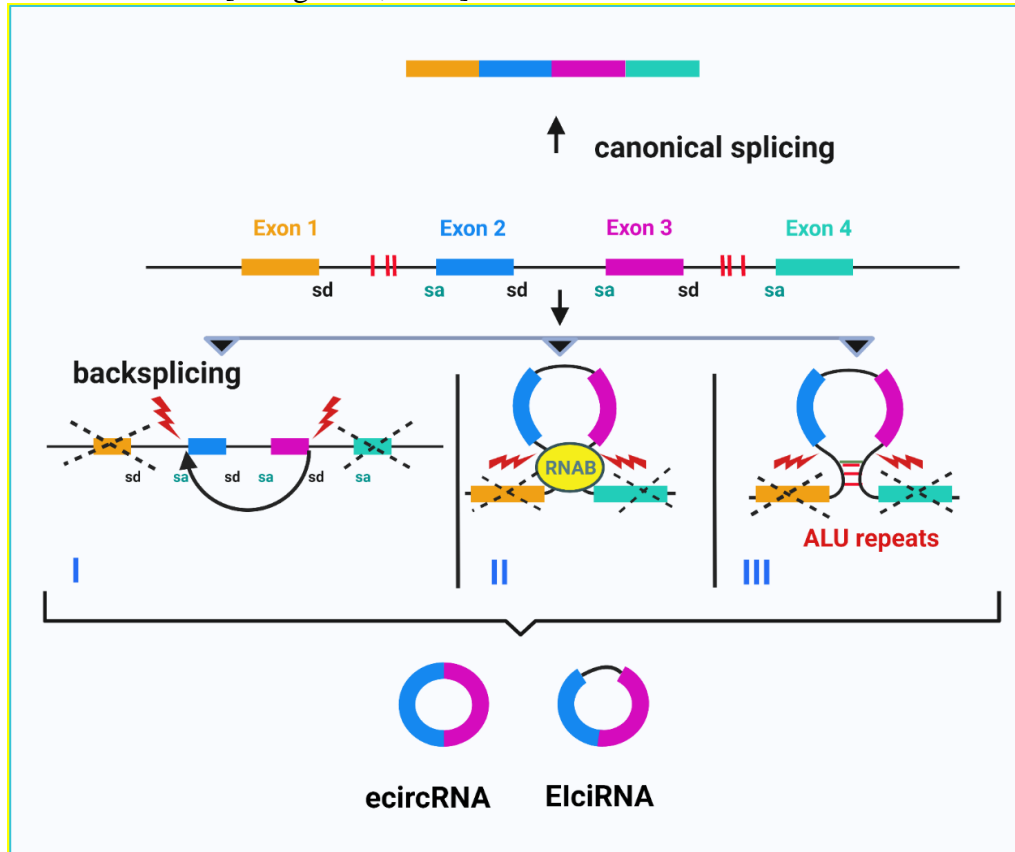 canonical splicing
Exon 1 Exon 2 Exon 3 Exon 4
sd sa sd sa sd sa
backsplicing
RNAB
sd sa sd sa sd sa
ALU repeats
I II III
ecircRNA EIciRNA